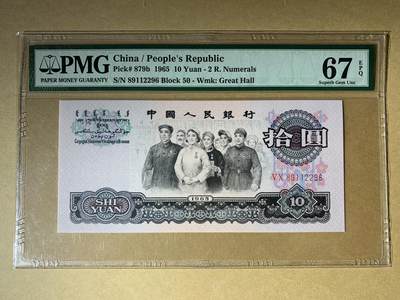 PMG
PAPER MONEY GUARANTY
China / People's Republic
Pick# 879b 1965 10 Yuan - 2 R. Numerals
S/N 89112296 Block 50 - Wmk: Great Hall
67 EPQ
Superb Gem Unc
中國人民銀行
拾圓
VX 89112296
1965
SHI
YUAN
10